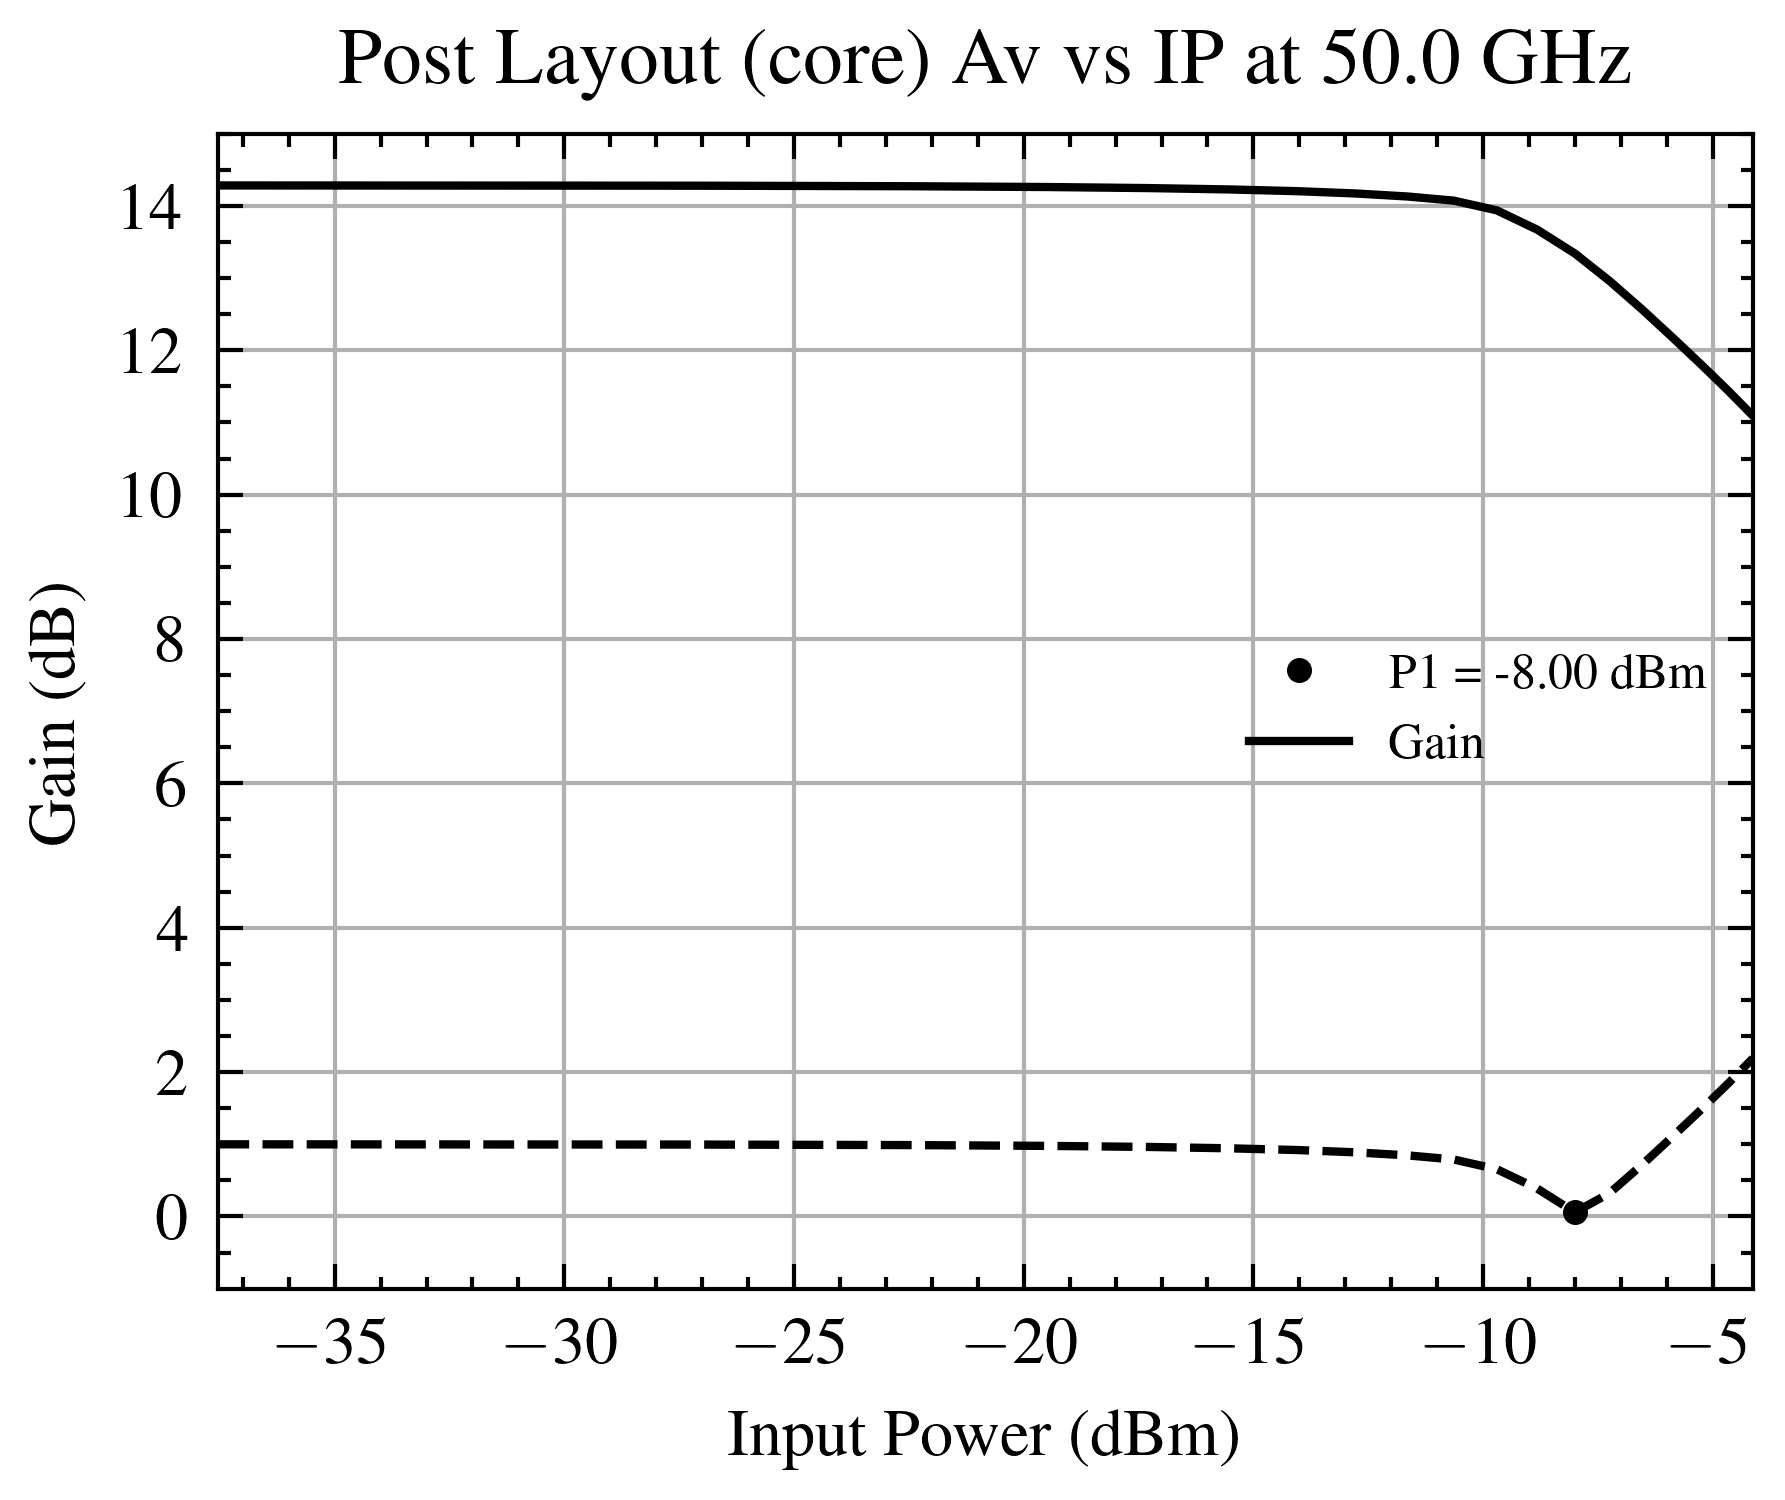 Post Layout (core) Av vs IP at 50.0 GHz
14
12
10
8
6
4
2
0
Gain (dB)
P1 = -8.00 dBm
Gain
−35 −30 −25 −20 −15 −10 −5
Input Power (dBm)